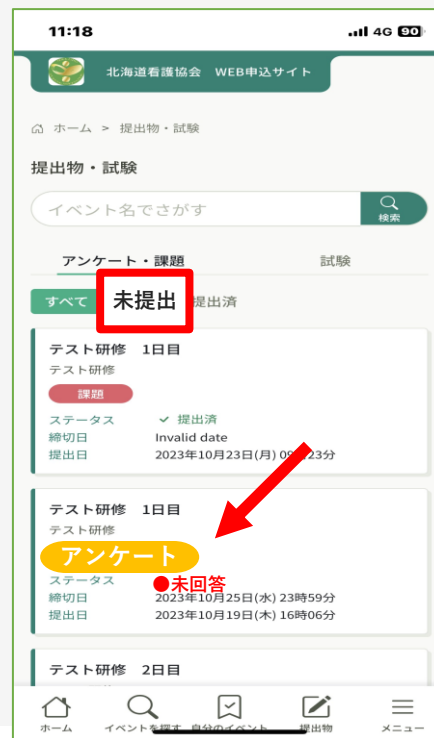 11:18 4G 90
北海道看護協会 WEB申込サイト
ホーム > 提出物・試験
提出物・試験
イベント名でさがす 検索
アンケート・課題 試験
すべて 未提出 提出済
テスト研修 1日目
テスト研修
課題
ステータス 提出済
締切日 Invalid date
提出日 2023年10月23日(月) 09 23分
テスト研修 1日目
テスト研修
アンケート
ステータス ●未回答
締切日 2023年10月25日(水) 23時59分
提出日 2023年10月19日(木) 16時06分
テスト研修 2日目
ホーム イベントを探す 自分のイベント 提出物 メニュー